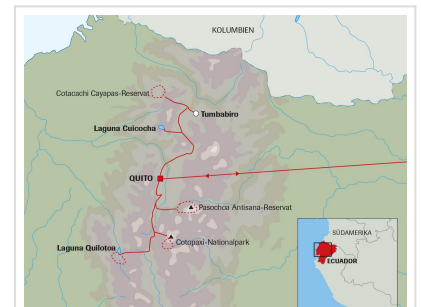 KOLUMBIEN
Cotacachi Cayapas-Reservat
Tumbabiro
Laguna Cuicocha
QUITO
Pasochoa Antisana-Reservat
Cotopaxi-Nationalpark
Laguna Quilotoa
SÜDAMERIKA
ECUADOR